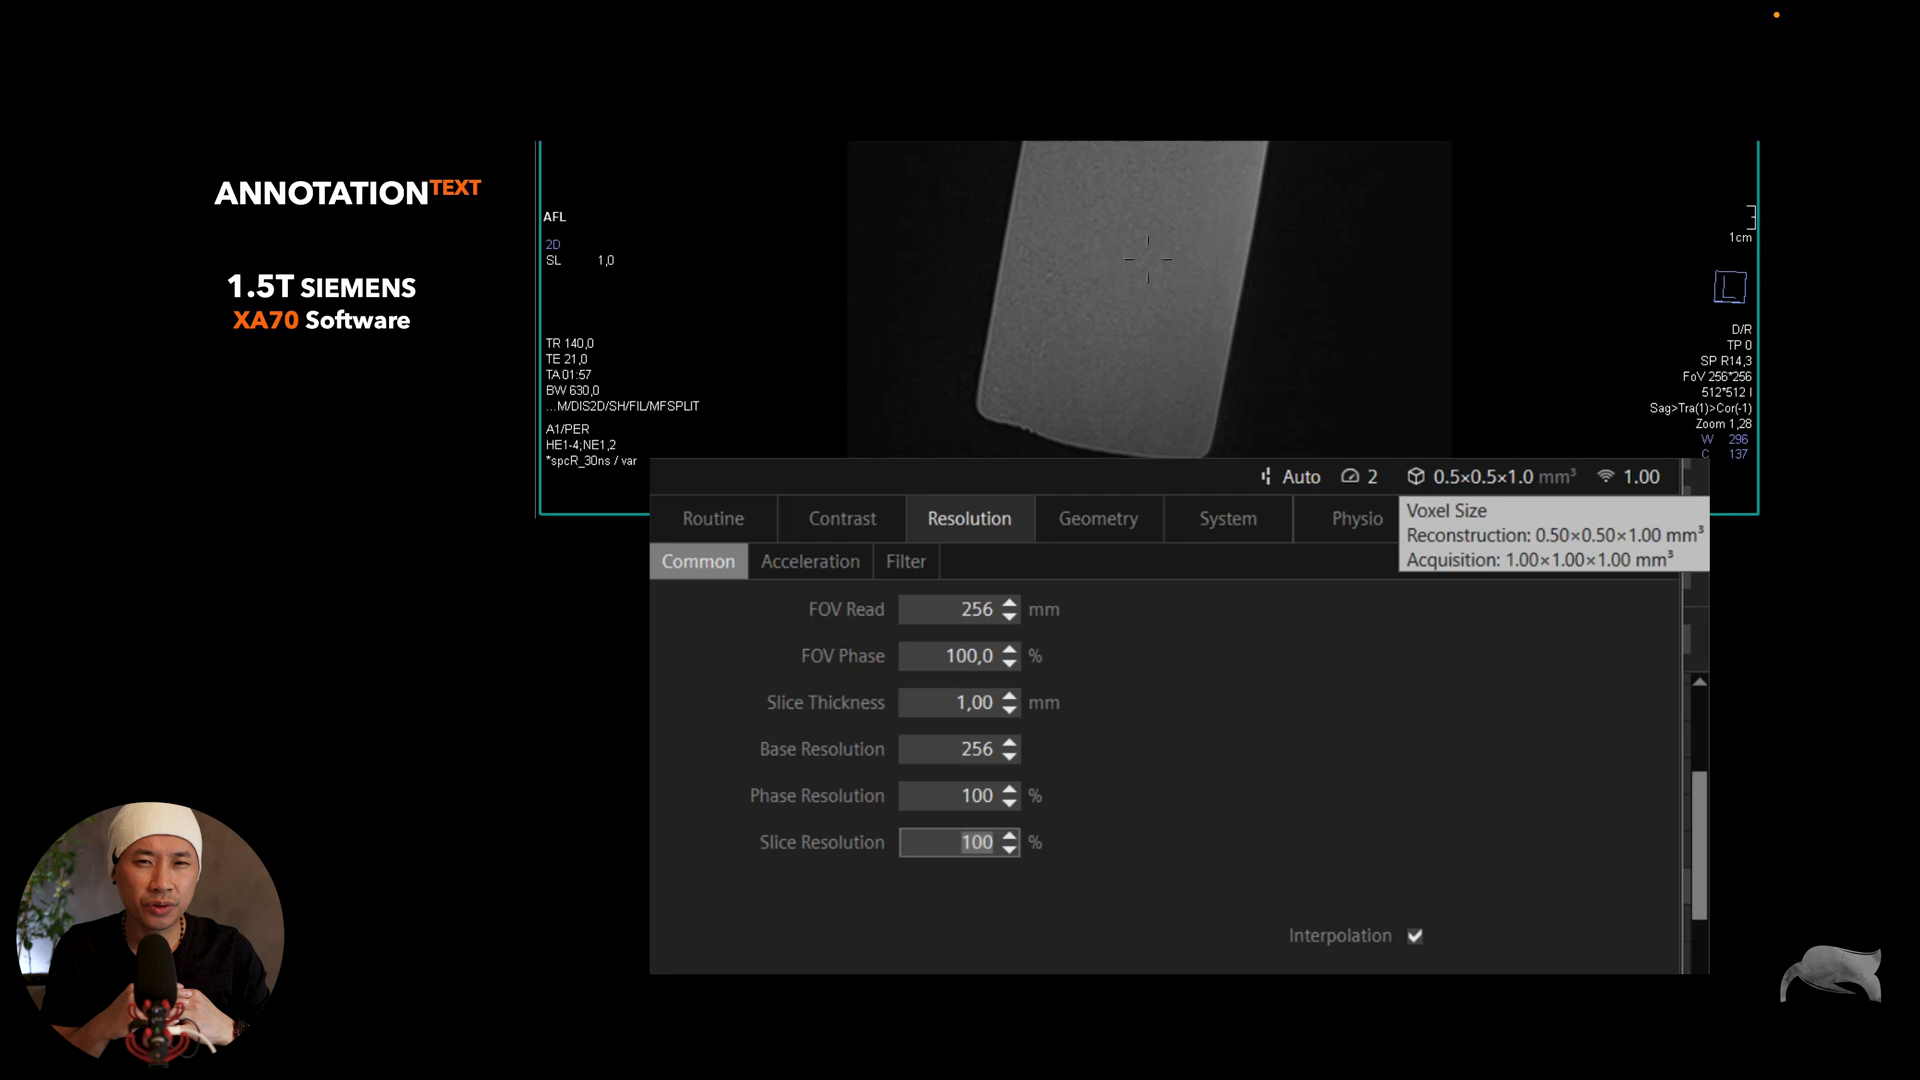 ANNOTATIONTEXT
1.5T SIEMENS
XA70 Software
AFL
2D
SL 1,0
TR 140,0
TE 21,0
TA 01:57
BW 630,0
...M/DIS2D/SH/FIL/MFSPLIT
A1/PER
HE1-4;NE1,2
*spcR_30ns / var
1cm
L
D/R
TP 0
SP R14,3
FoV 256*256
512*512 I
Sag>Tra(1)>Cor(-1)
Zoom 1,28
W 296
C 137
Auto 2 0.5×0.5×1.0 mm³ 1.00
Routine Contrast Resolution Geometry System Physio
Voxel Size
Reconstruction: 0.50×0.50×1.00 mm³
Acquisition: 1.00×1.00×1.00 mm³
Common Acceleration Filter
FOV Read 256 mm
FOV Phase 100,0 %
Slice Thickness 1,00 mm
Base Resolution 256
Phase Resolution 100 %
Slice Resolution 100 %
Interpolation